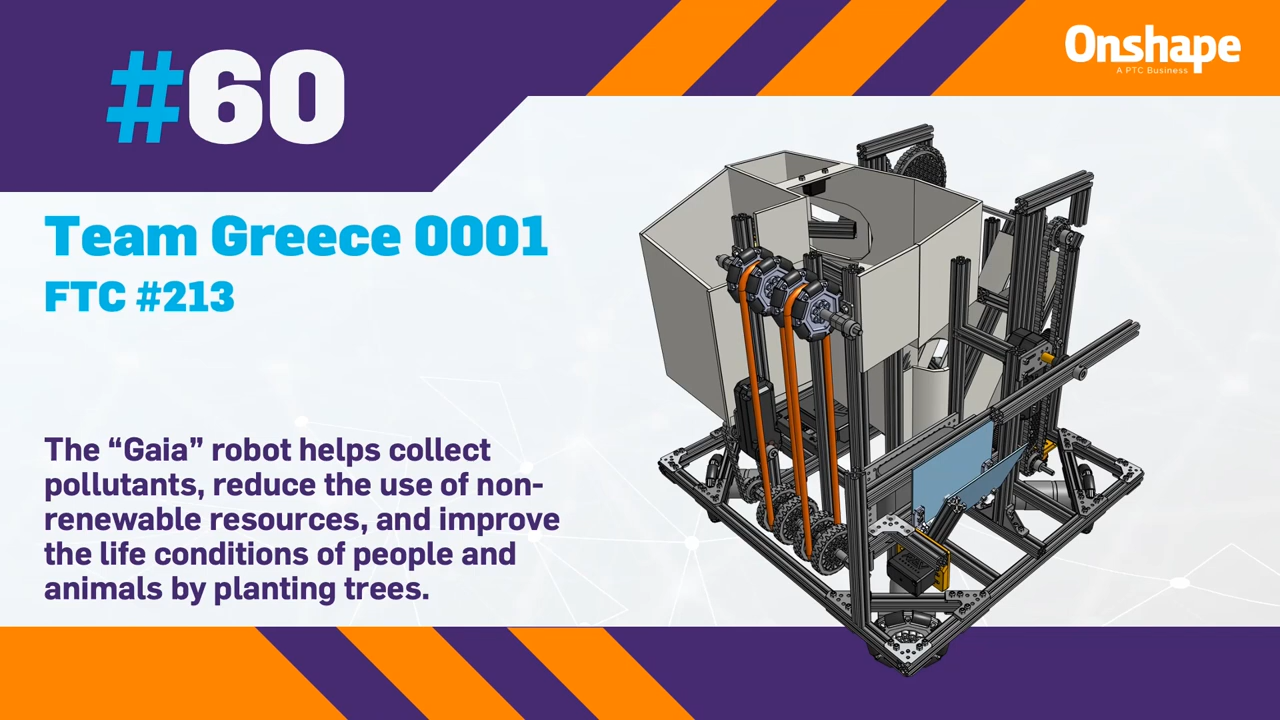 #60
Onshape
A PTC Business
Team Greece 0001
FTC #213
The “Gaia” robot helps collect
pollutants, reduce the use of non-
renewable resources, and improve
the life conditions of people and
animals by planting trees.